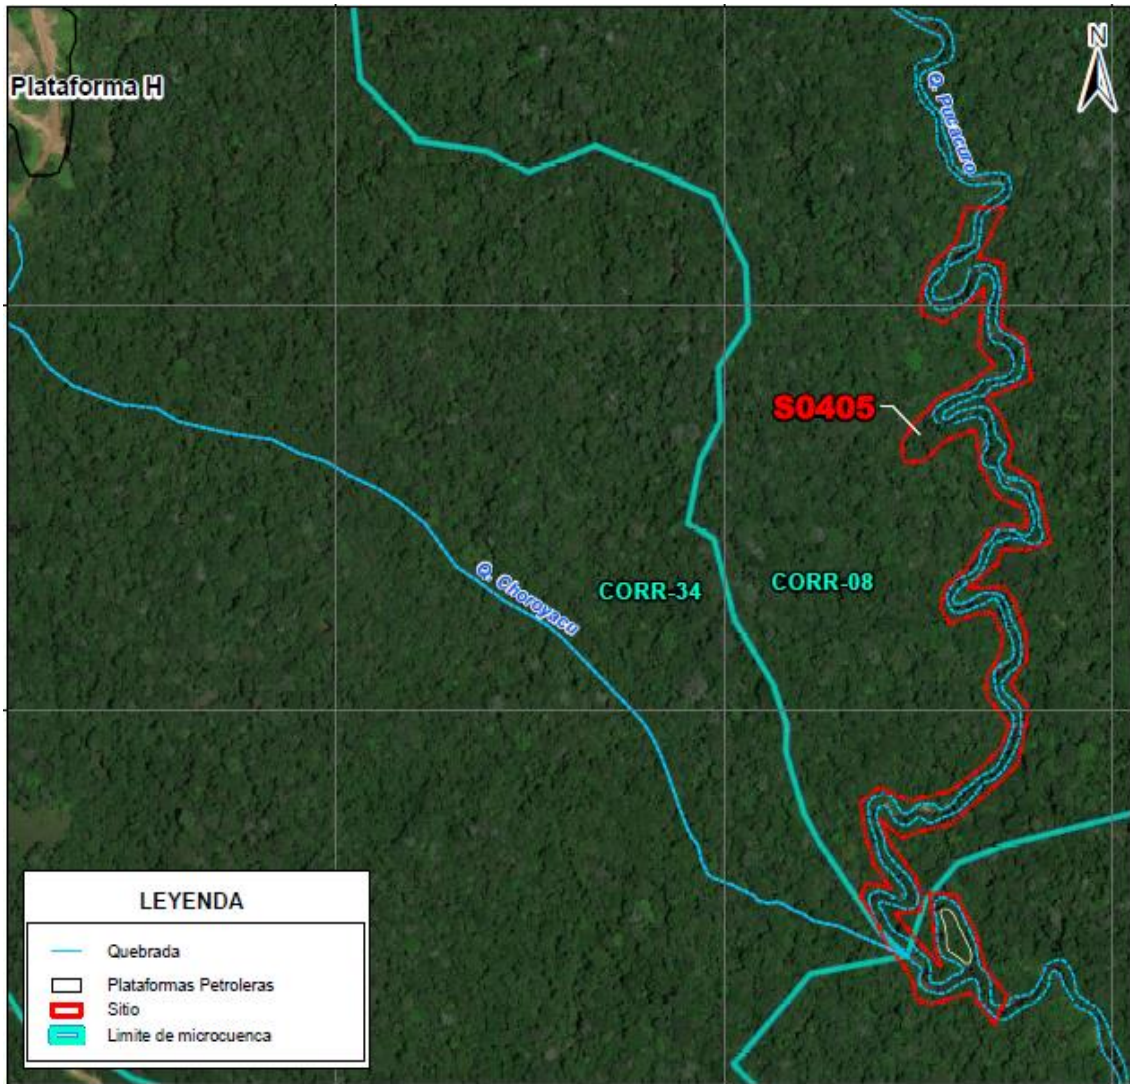 N
Plataforma H
Q. Pucacuro
S0405
Q. Choroyacu
CORR-34
CORR-08
LEYENDA
Quebrada
Plataformas Petroleras
Sitio
Limite de microcuenca